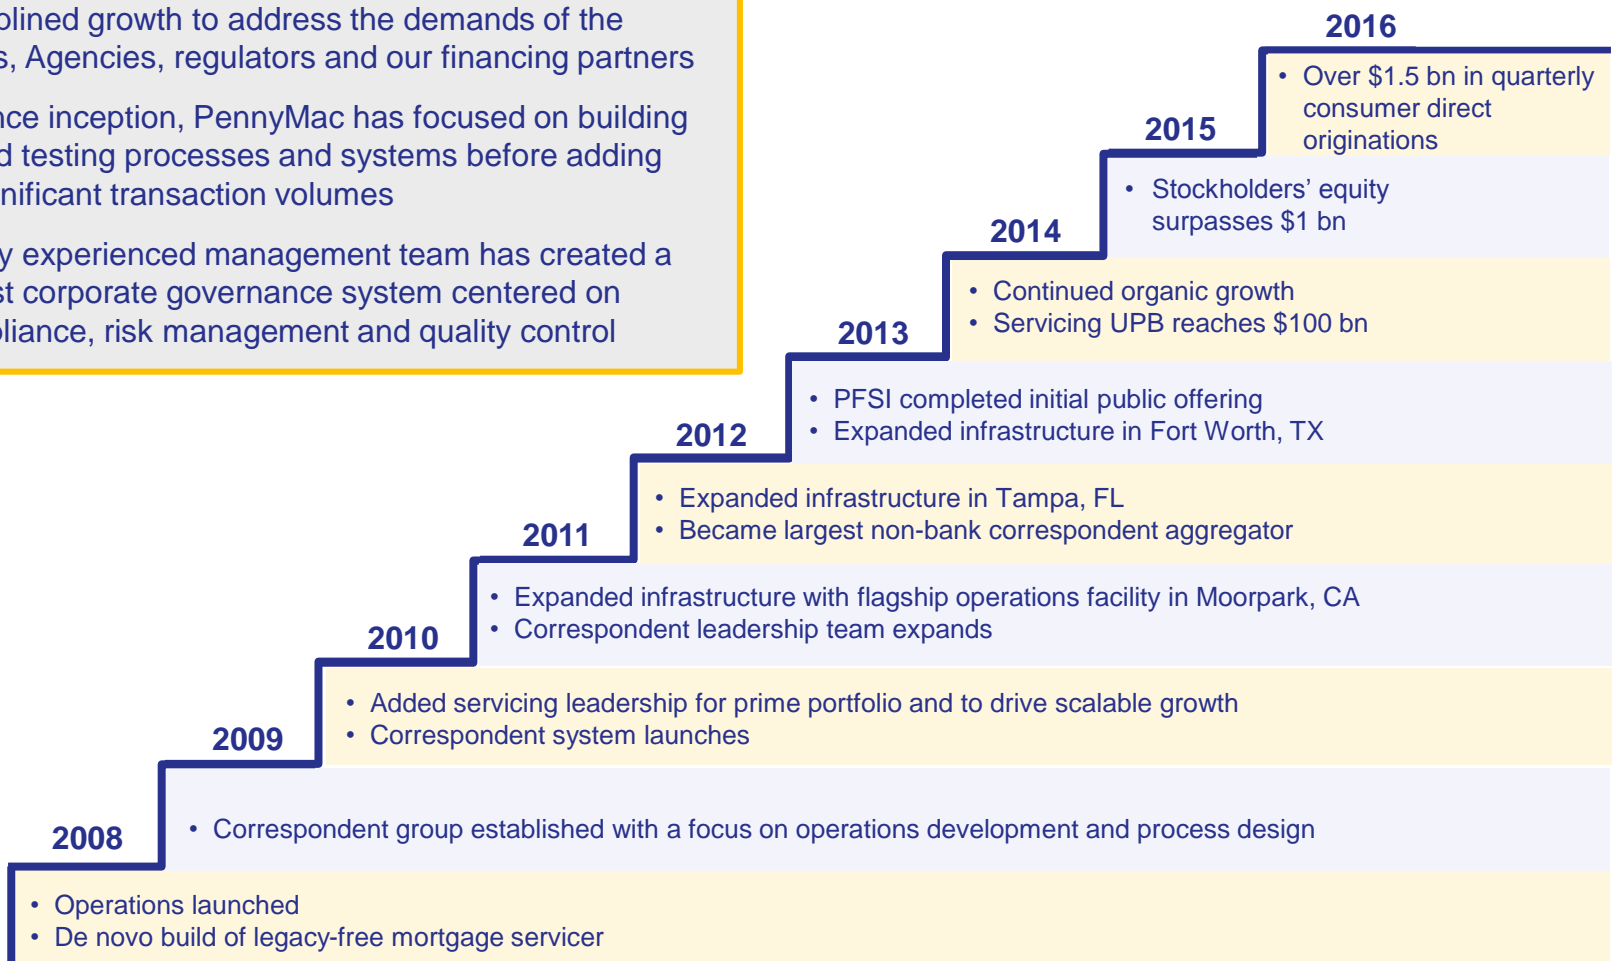 growth to address the demands of the
Agencies, regulators and our financing partners
inception, PennyMac has focused on building
testing processes and systems before adding
transaction volumes
experienced management team has created a
corporate governance system centered on
risk management and quality control
2016
• Over $1.5 bn in quarterly
consumer direct
originations
2015
• Stockholders’ equity
surpasses $1 bn
2014
• Continued organic growth
• Servicing UPB reaches $100 bn
2013
• PFSI completed initial public offering
• Expanded infrastructure in Fort Worth, TX
2012
• Expanded infrastructure in Tampa, FL
• Became largest non-bank correspondent aggregator
2011
• Expanded infrastructure with flagship operations facility in Moorpark, CA
• Correspondent leadership team expands
2010
• Added servicing leadership for prime portfolio and to drive scalable growth
• Correspondent system launches
2009
• Correspondent group established with a focus on operations development and process design
2008
• Operations launched
• De novo build of legacy-free mortgage servicer